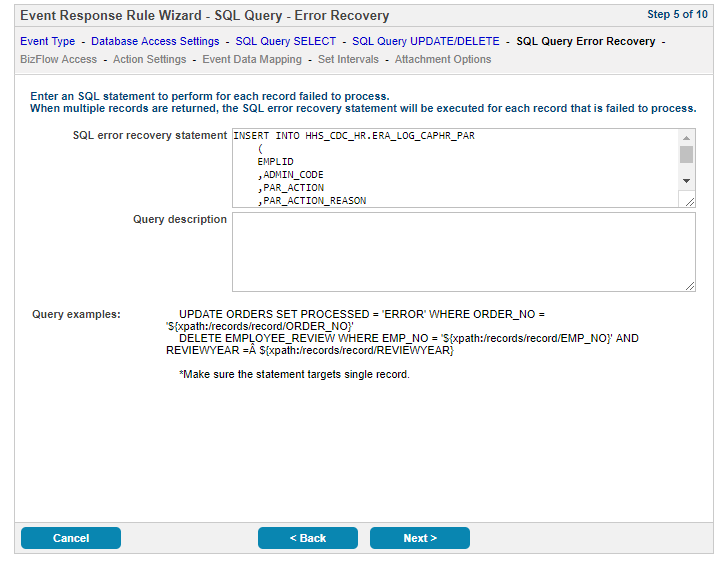 Event Response Rule Wizard - SQL Query - Error Recovery Step 5 of 10
Event Type - Database Access Settings - SQL Query SELECT - SQL Query UPDATE/DELETE - SQL Query Error Recovery -
BizFlow Access - Action Settings - Event Data Mapping - Set Intervals - Attachment Options
Enter an SQL statement to perform for each record failed to process.
When multiple records are returned, the SQL error recovery statement will be executed for each record that is failed to process.
SQL error recovery statement INSERT INTO HHS_CDC_HR.ERA_LOG_CAPHR_PAR
(
EMPLID
,ADMIN_CODE
,PAR_ACTION
,PAR_ACTION_REASON
Query description
Query examples: UPDATE ORDERS SET PROCESSED = 'ERROR' WHERE ORDER_NO =
'${xpath:/records/record/ORDER_NO}'
DELETE EMPLOYEE_REVIEW WHERE EMP_NO = '${xpath:/records/record/EMP_NO}' AND
REVIEWYEAR =Â ${xpath:/records/record/REVIEWYEAR}
*Make sure the statement targets single record.
Cancel < Back Next >